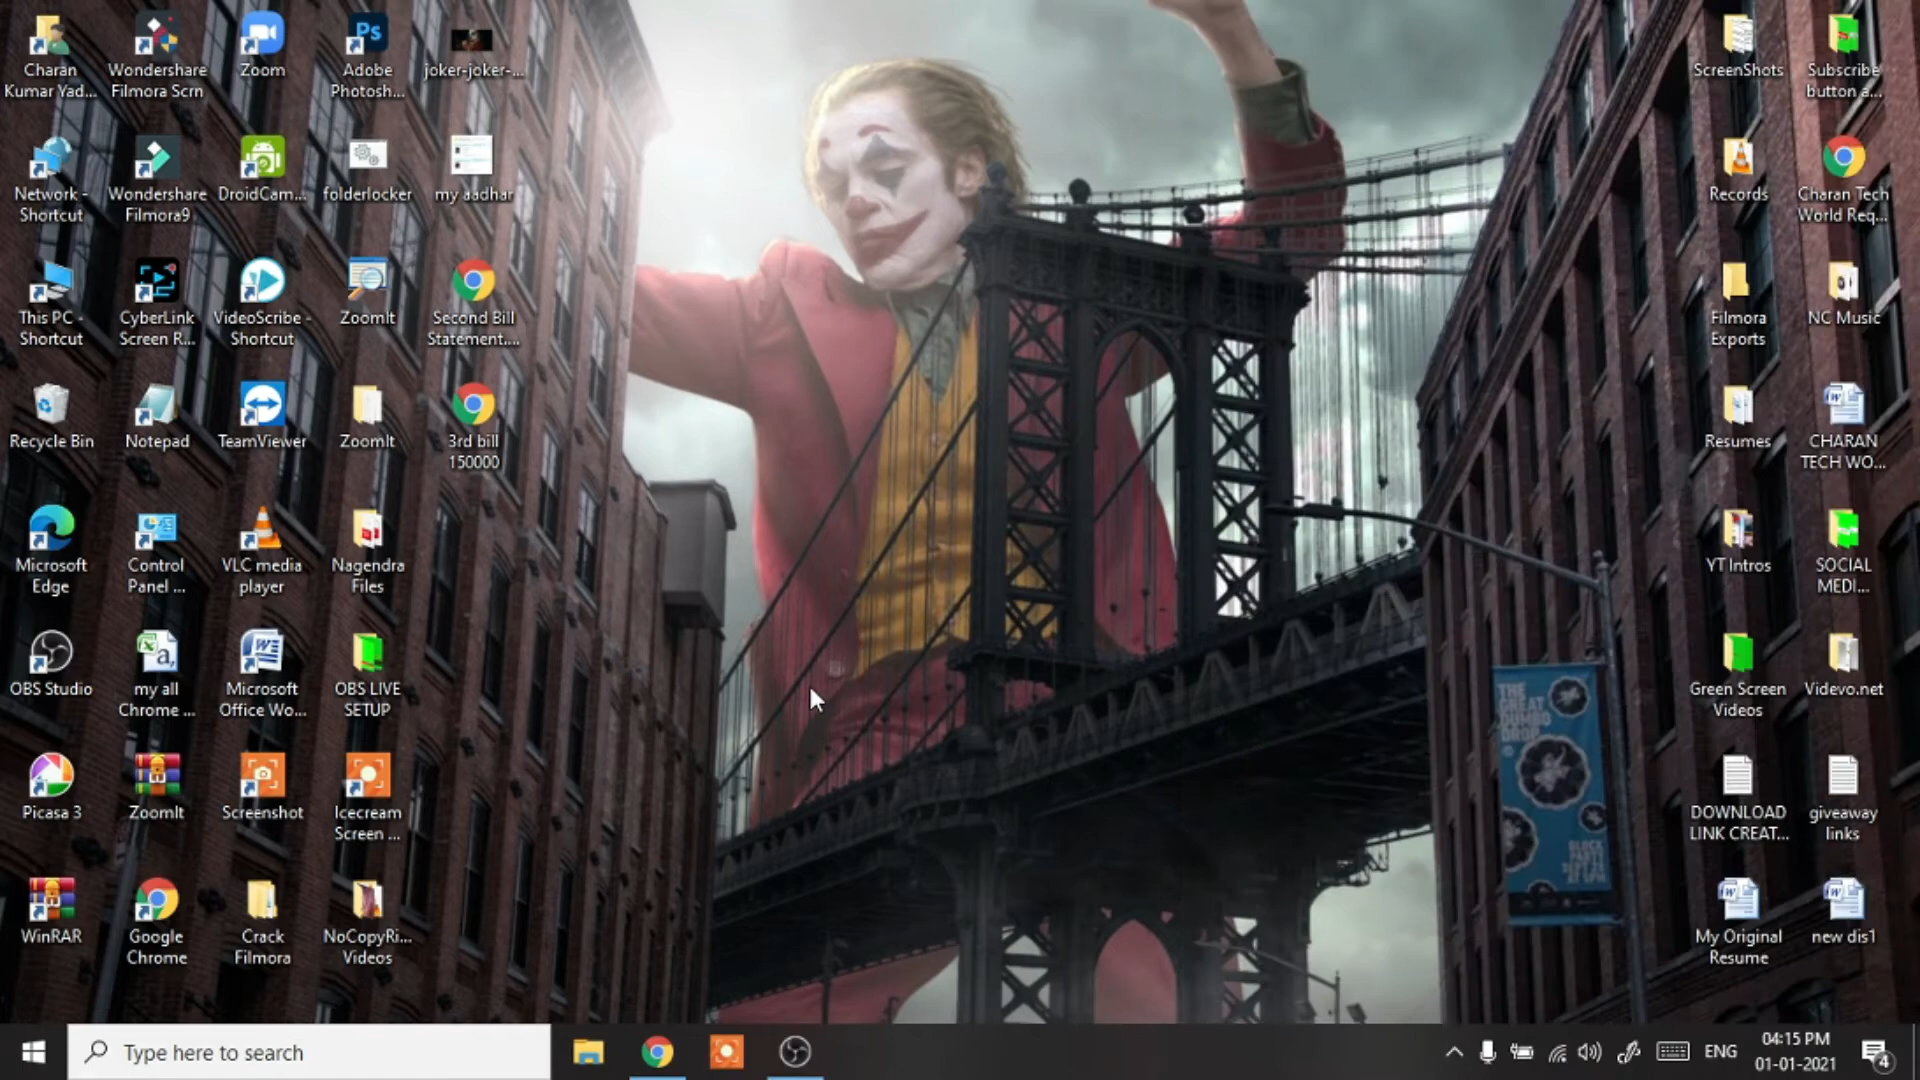 Charan
Kumar Yad...
Wondershare
Filmora Scrn
Zoom
Adobe
Photosh...
joker-joker-...
ScreenShots
Subscribe
button a...
Network -
Shortcut
Wondershare
Filmora9
DroidCam...
folderlocker
my aadhar
Records
Charan Tech
World Req...
This PC -
Shortcut
CyberLink
Screen R...
VideoScribe -
Shortcut
ZoomIt
Second Bill
Statement....
Filmora
Exports
NC Music
Recycle Bin
Notepad
TeamViewer
ZoomIt
3rd bill
150000
Resumes
CHARAN
TECH WO...
Microsoft
Edge
Control
Panel ...
VLC media
player
Nagendra
Files
YT Intros
SOCIAL
MEDI...
OBS Studio
my all
Chrome ...
Microsoft
Office Wo...
OBS LIVE
SETUP
Green Screen
Videos
Videvo.net
THE
GREAT
DUMBO
DROP
Picasa 3
ZoomIt
Screenshot
Icecream
Screen ...
DOWNLOAD
LINK CREAT...
giveaway
links
BLOCK
WinRAR
Google
Chrome
Crack
Filmora
NoCopyRi...
Videos
My Original
Resume
new dis1
Type here to search
ENG
04:15 PM
01-01-2021
4